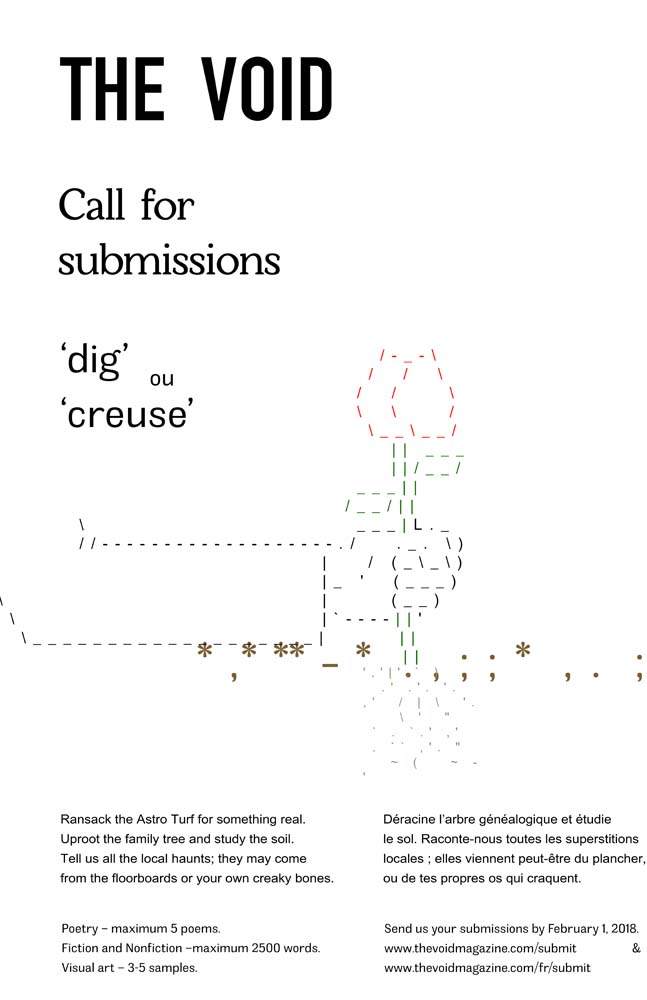 THE VOID
Call for
submissions
‘dig’ ou
‘creuse’
Ransack the Astro Turf for something real.
Uproot the family tree and study the soil.
Tell us all the local haunts; they may come
from the floorboards or your own creaky bones.
Déracine l’arbre généalogique et étudie
le sol. Raconte-nous toutes les superstitions
locales ; elles viennent peut-être du plancher,
ou de tes propres os qui craquent.
Poetry – maximum 5 poems.
Fiction and Nonfiction –maximum 2500 words.
Visual art – 3-5 samples.
Send us your submissions by February 1, 2018.
www.thevoidmagazine.com/submit &
www.thevoidmagazine.com/fr/submit